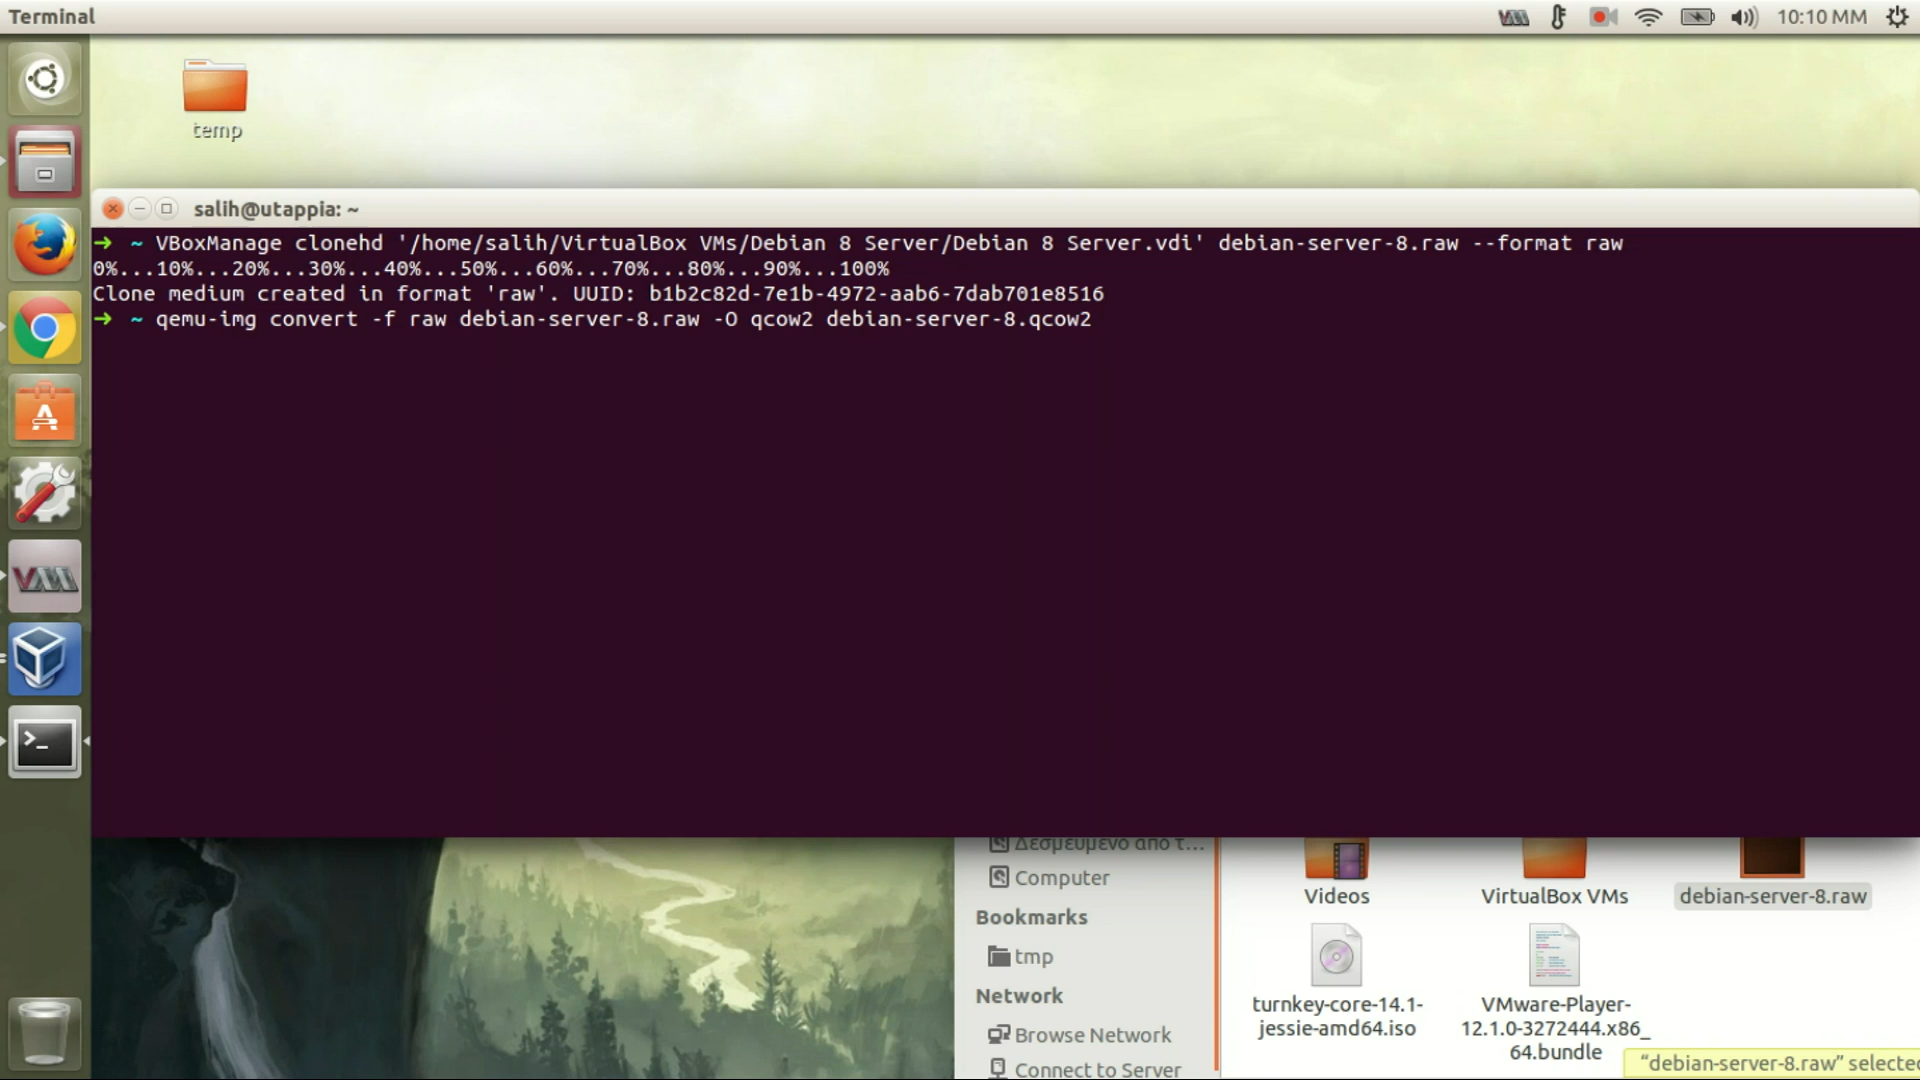 Terminal
10:10 MM
temp
salih@utappia: ~
➜ ~ VBoxManage clonehd '/home/salih/VirtualBox VMs/Debian 8 Server/Debian 8 Server.vdi' debian-server-8.raw --format raw
0%...10%...20%...30%...40%...50%...60%...70%...80%...90%...100%
Clone medium created in format 'raw'. UUID: b1b2c82d-7e1b-4972-aab6-7dab701e8516
➜ ~ qemu-img convert -f raw debian-server-8.raw -O qcow2 debian-server-8.qcow2
Δεσμευμένο από τ...
Computer
Bookmarks
tmp
Network
Browse Network
Connect to Server
Videos
VirtualBox VMs
debian-server-8.raw
turnkey-core-14.1-
jessie-amd64.iso
VMware-Player-
12.1.0-3272444.x86_
64.bundle
“debian-server-8.raw” selected